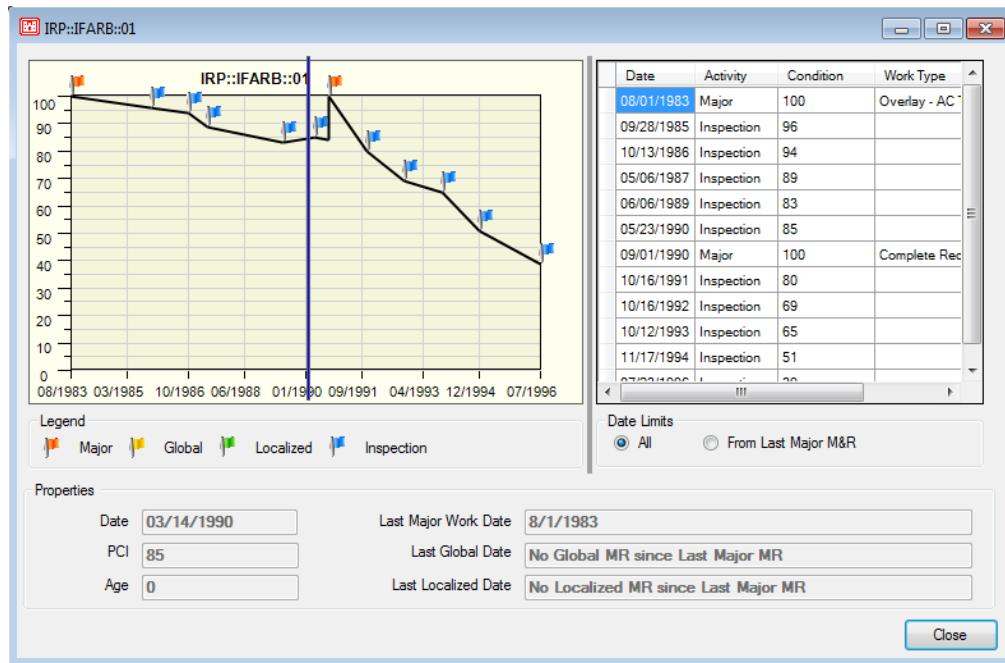 IRP::IFARB::01
IRP::IFARB::01
100
90
80
70
60
50
40
30
20
10
0
08/1983 03/1985 10/1986 06/1988 01/1990 09/1991 04/1993 12/1994 07/1996
Date Activity Condition Work Type
08/01/1983 Major 100 Overlay - AC T
09/28/1985 Inspection 96
10/13/1986 Inspection 94
05/06/1987 Inspection 89
06/06/1989 Inspection 83
05/23/1990 Inspection 85
09/01/1990 Major 100 Complete Rec
10/16/1991 Inspection 80
10/16/1992 Inspection 69
10/12/1993 Inspection 65
11/17/1994 Inspection 51
Legend
Major Global Localized Inspection
Date Limits
All From Last Major M&R
Properties
Date 03/14/1990 Last Major Work Date 8/1/1983
PCI 85 Last Global Date No Global MR since Last Major MR
Age 0 Last Localized Date No Localized MR since Last Major MR
Close